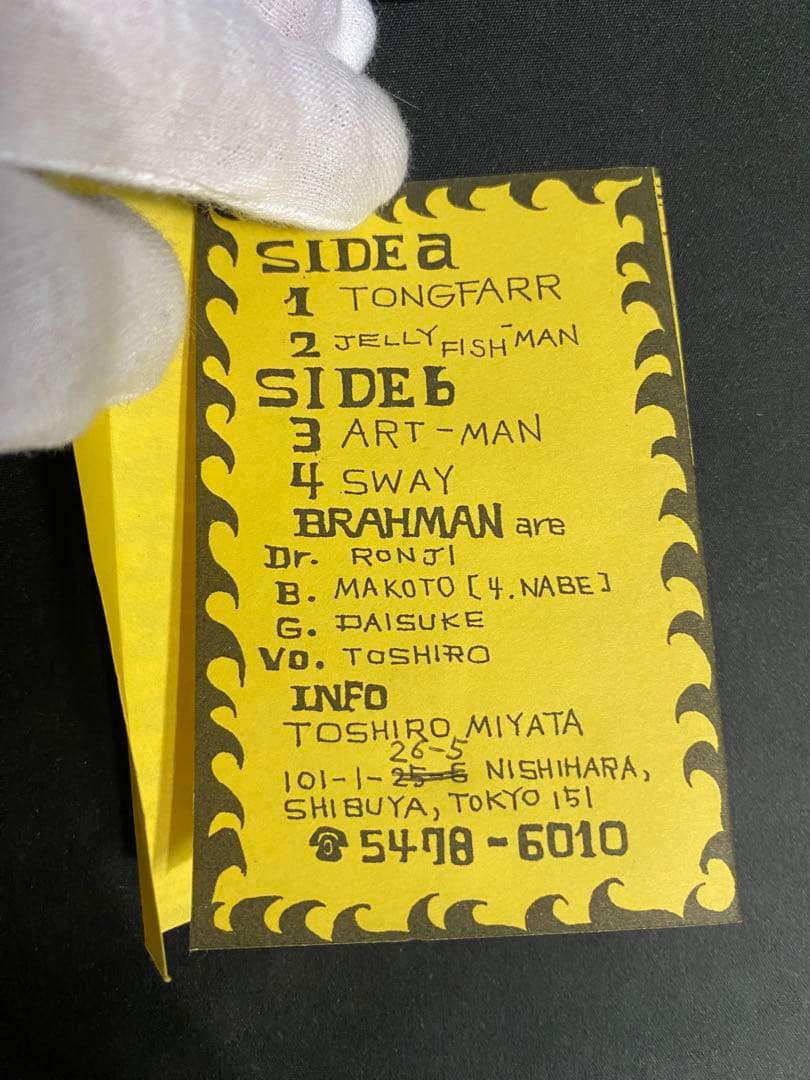 SIDE a
1 TONGFARR
2 JELLY FISH-MAN
SIDE b
3 ART-MAN
4 SWAY
BRAHMAN are
Dr. RONJI
B. MAKOTO [4.NABE]
G. DAISUKE
Vo. TOSHIRO
INFO
TOSHIRO MIYATA
26-5
101-1-25-6 NISHIHARA,
SHIBUYA, TOKYO 151
☎5478-6010